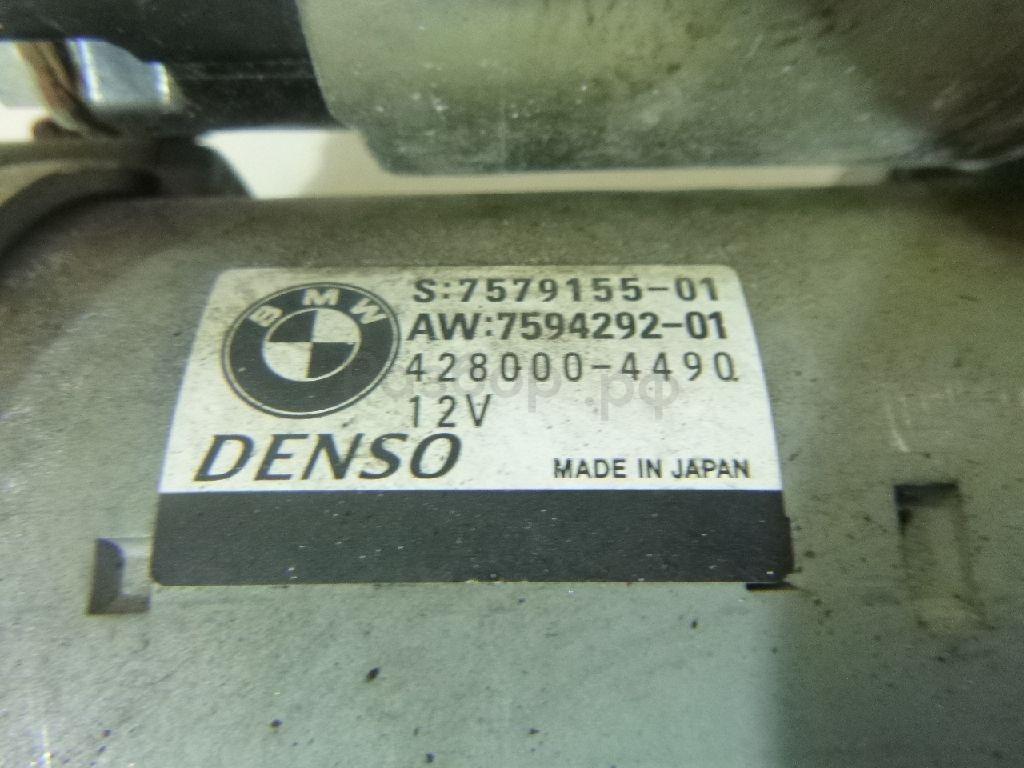 BMW
S:7579155-01
AW:7594292-01
428000-4490
12V
DENSO
MADE IN JAPAN